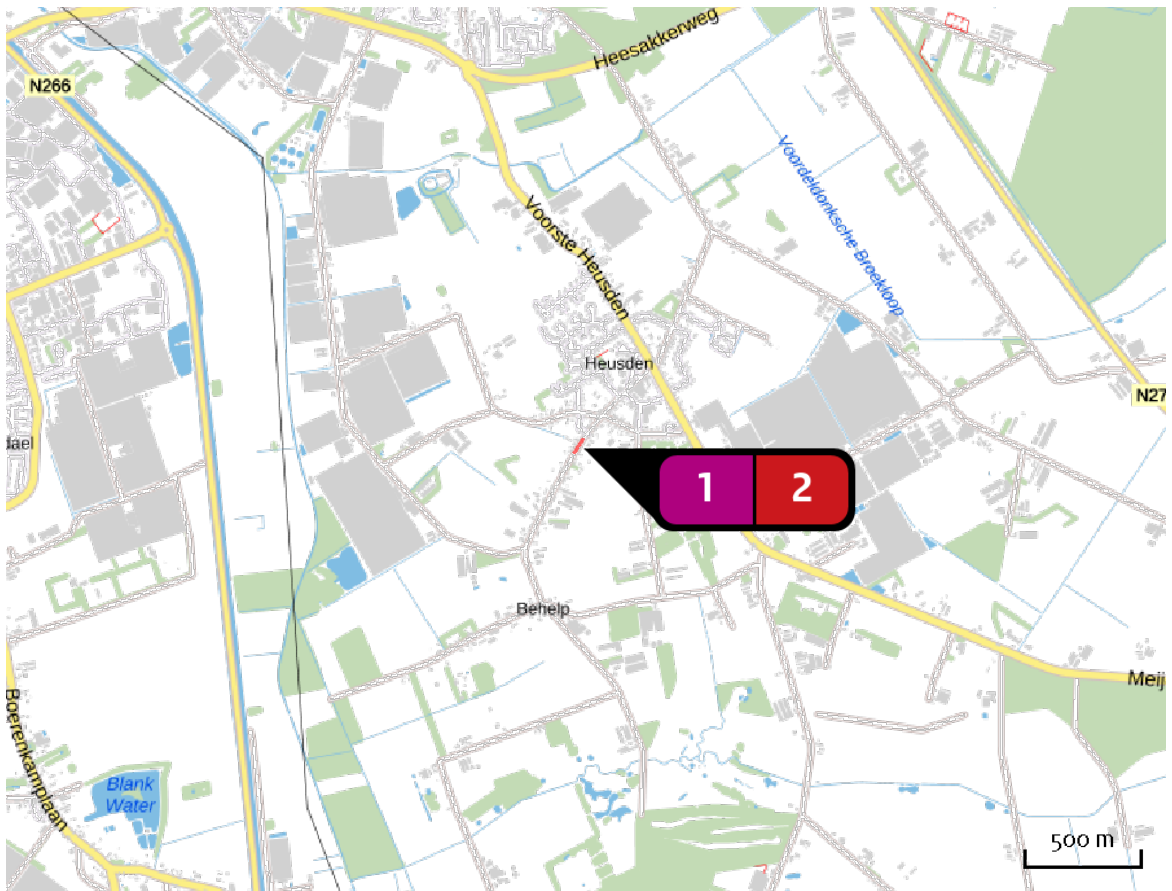 Heesakkerweg
N266
Voordeldonksche Broekloop
Voorste Heusden
Heusden
N27
dael
1 2
Behelp
Meij
Boerenkamplaan
Blank
Water
500 m